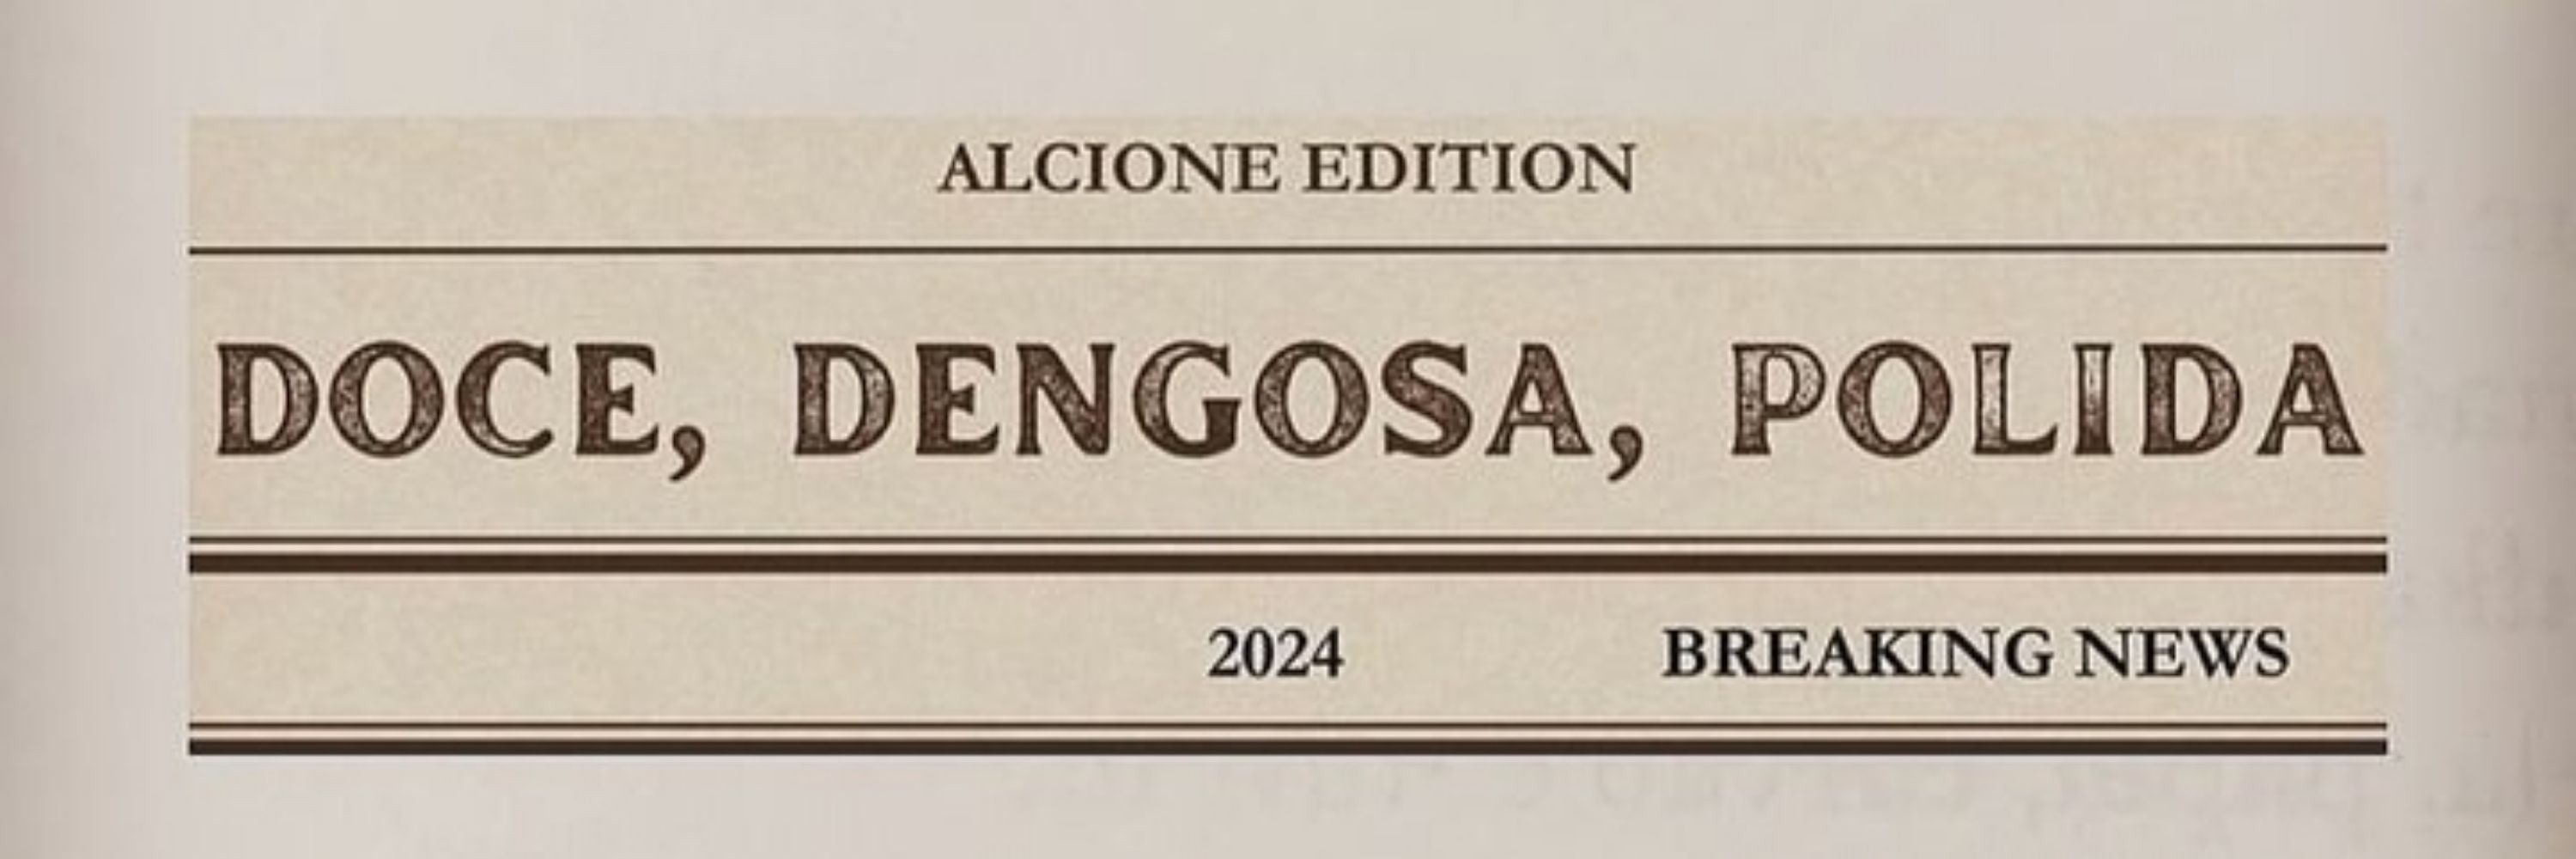 ALCIONE EDITION
DOCE, DENGOSA, POLIDA
2024 BREAKING NEWS